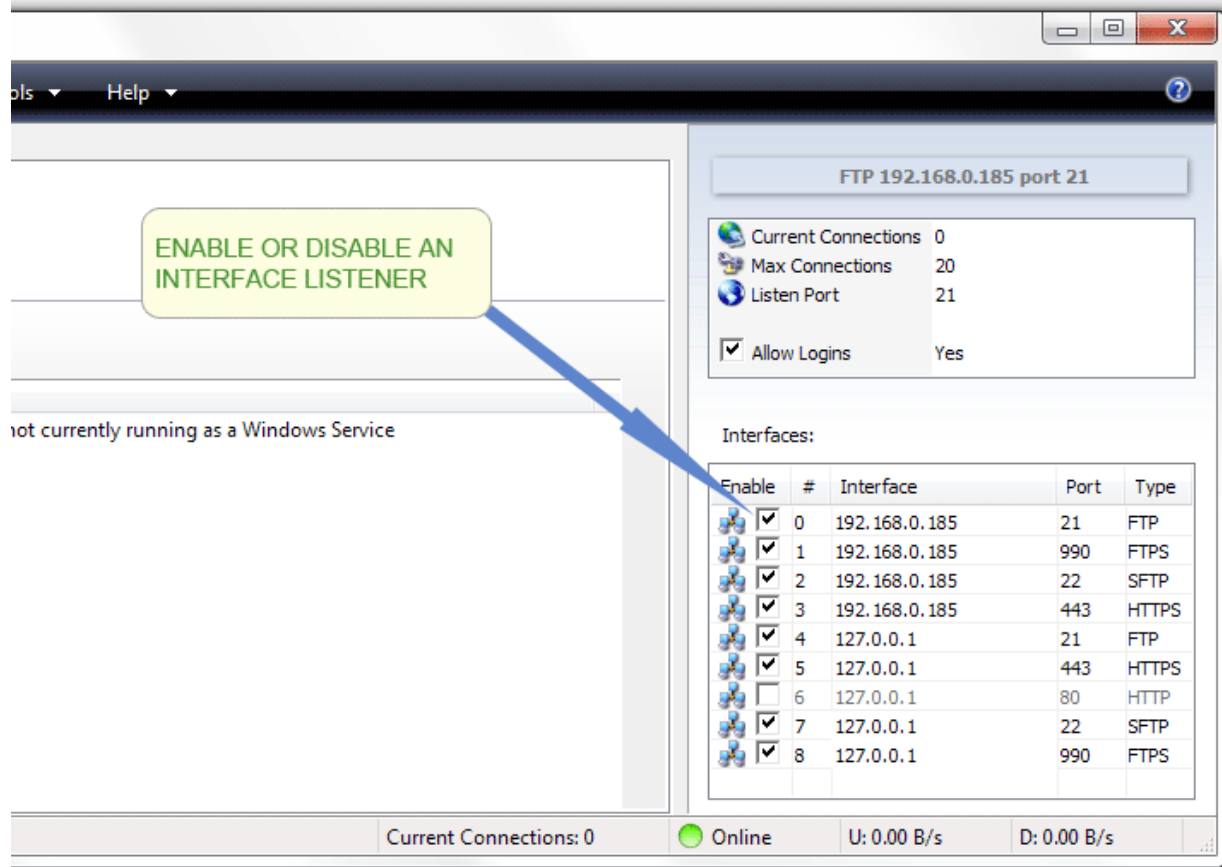 ols Help
FTP 192.168.0.185 port 21
ENABLE OR DISABLE AN
INTERFACE LISTENER
Current Connections 0
Max Connections 20
Listen Port 21
Allow Logins Yes
not currently running as a Windows Service
Interfaces:
Enable # Interface Port Type
0 192.168.0.185 21 FTP
1 192.168.0.185 990 FTPS
2 192.168.0.185 22 SFTP
3 192.168.0.185 443 HTTPS
4 127.0.0.1 21 FTP
5 127.0.0.1 443 HTTPS
6 127.0.0.1 80 HTTP
7 127.0.0.1 22 SFTP
8 127.0.0.1 990 FTPS
Current Connections: 0 Online U: 0.00 B/s D: 0.00 B/s